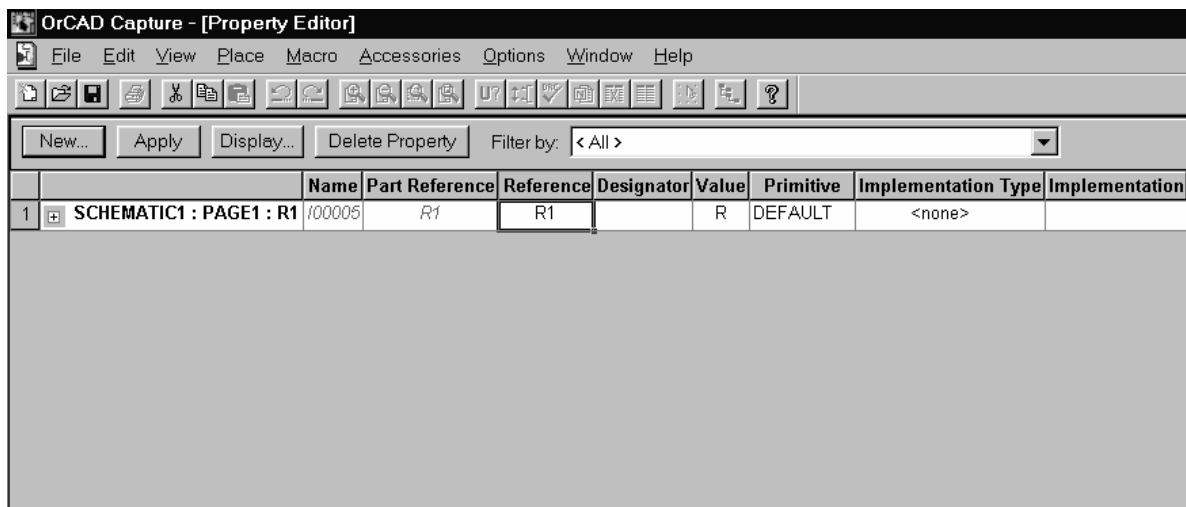 OrCAD Capture - [Property Editor]
File Edit View Place Macro Accessories Options Window Help
U? DRC
New... Apply Display... Delete Property Filter by: < All >
Name Part Reference Reference Designator Value Primitive Implementation Type Implementation
1 SCHEMATIC1 : PAGE1 : R1 I00005 R1 R1 R DEFAULT <none>